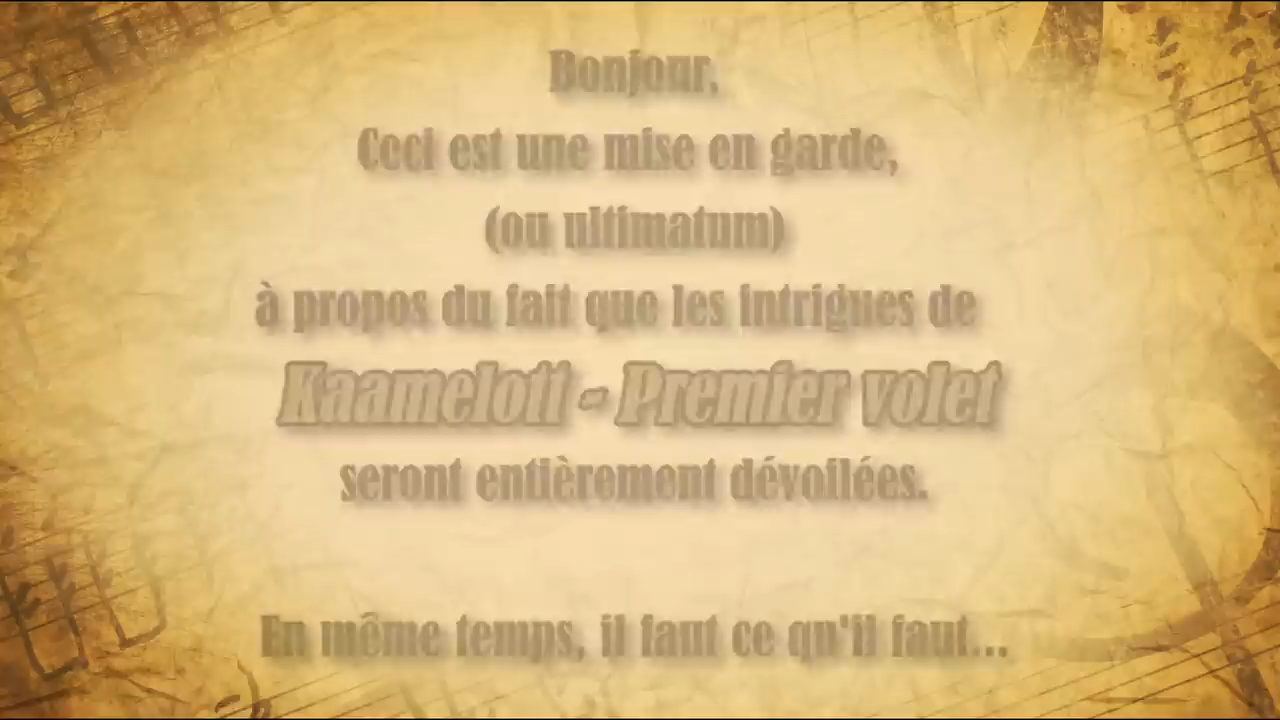 Bonjour,
Ceci est une mise en garde,
(ou ultimatum)
à propos du fait que les intrigues de
Kaamelott - Premier volet
seront entièrement dévoilées.
En même temps, il faut ce qu'il faut...